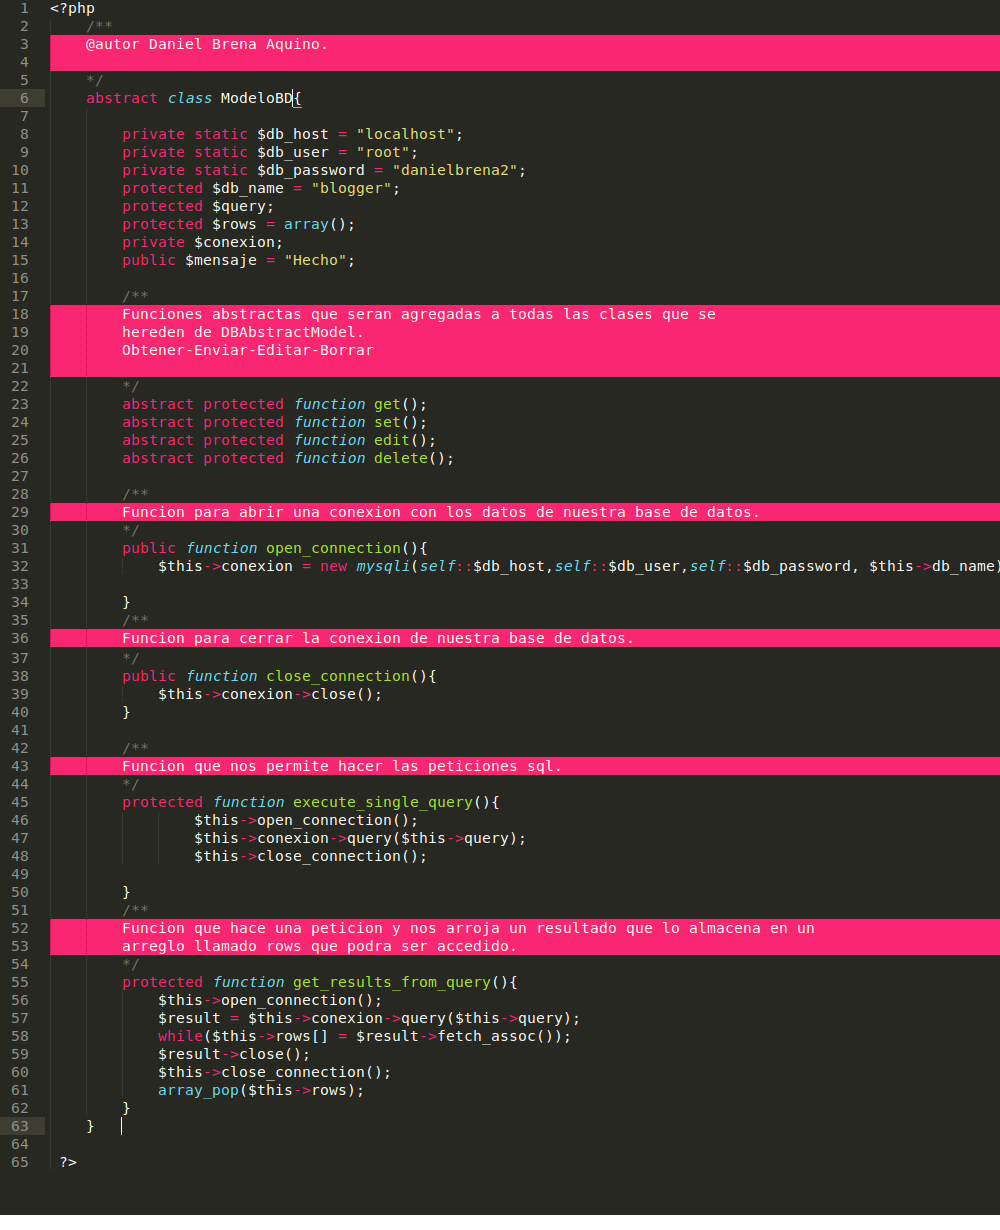 1 <?php
2 /**
3 @autor Daniel Brena Aquino.
4
5 */
6 abstract class ModeloBD{
7
8 private static $db_host = "localhost";
9 private static $db_user = "root";
10 private static $db_password = "danielbrena2";
11 protected $db_name = "blogger";
12 protected $query;
13 protected $rows = array();
14 private $conexion;
15 public $mensaje = "Hecho";
16
17 /**
18 Funciones abstractas que seran agregadas a todas las clases que se
19 hereden de DBAbstractModel.
20 Obtener-Enviar-Editar-Borrar
21
22 */
23 abstract protected function get();
24 abstract protected function set();
25 abstract protected function edit();
26 abstract protected function delete();
27
28 /**
29 Funcion para abrir una conexion con los datos de nuestra base de datos.
30 */
31 public function open_connection(){
32 $this->conexion = new mysqli(self::$db_host,self::$db_user,self::$db_password, $this->db_name)
33
34 }
35 /**
36 Funcion para cerrar la conexion de nuestra base de datos.
37 */
38 public function close_connection(){
39 $this->conexion->close();
40 }
41
42 /**
43 Funcion que nos permite hacer las peticiones sql.
44 */
45 protected function execute_single_query(){
46 $this->open_connection();
47 $this->conexion->query($this->query);
48 $this->close_connection();
49
50 }
51 /**
52 Funcion que hace una peticion y nos arroja un resultado que lo almacena en un
53 arreglo llamado rows que podra ser accedido.
54 */
55 protected function get_results_from_query(){
56 $this->open_connection();
57 $result = $this->conexion->query($this->query);
58 while($this->rows[] = $result->fetch_assoc());
59 $result->close();
60 $this->close_connection();
61 array_pop($this->rows);
62 }
63 }
64
65 ?>